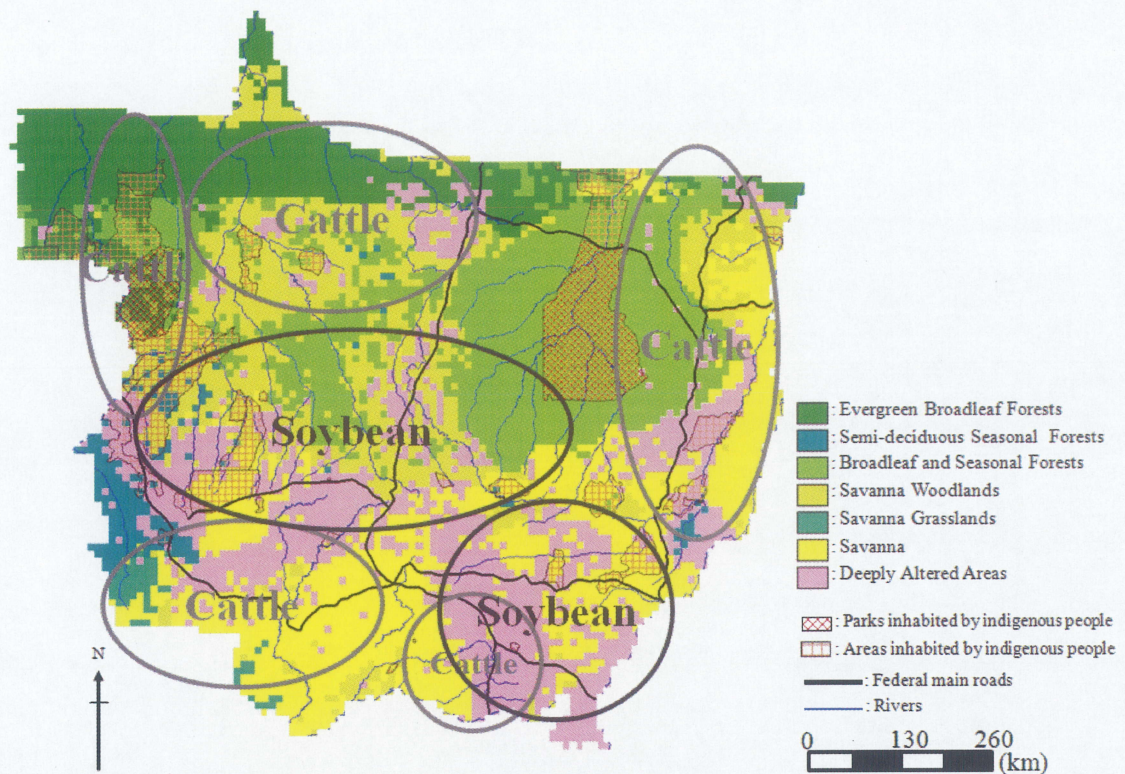 Cattle
Cattle
Cattle
Soybean
Cattle
Soybean
Cattle
: Evergreen Broadleaf Forests
: Semi-deciduous Seasonal Forests
: Broadleaf and Seasonal Forests
: Savanna Woodlands
: Savanna Grasslands
: Savanna
: Deeply Altered Areas
: Parks inhabited by indigenous people
: Areas inhabited by indigenous people
: Federal main roads
: Rivers
N
0 130 260
(km)